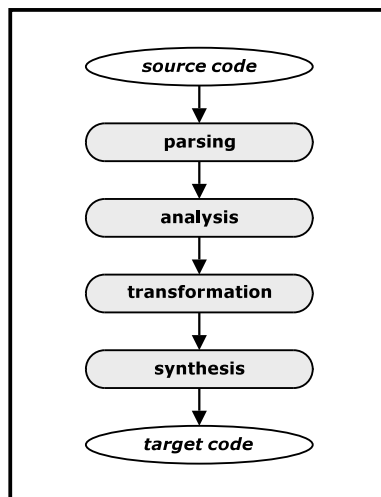 source code
parsing
analysis
transformation
synthesis
target code